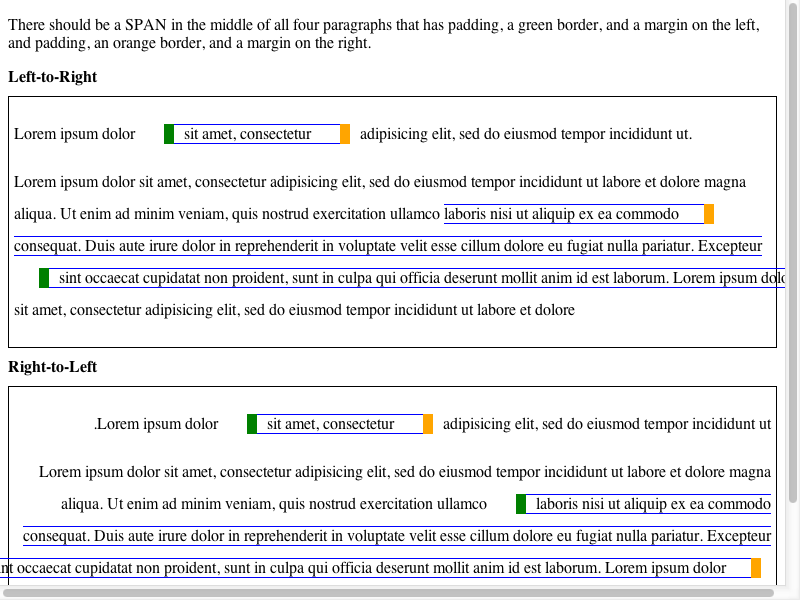 There should be a SPAN in the middle of all four paragraphs that has padding, a green border, and a margin on the left,
and padding, an orange border, and a margin on the right.
Left-to-Right
Lorem ipsum dolor sit amet, consectetur adipisicing elit, sed do eiusmod tempor incididunt ut.
Lorem ipsum dolor sit amet, consectetur adipisicing elit, sed do eiusmod tempor incididunt ut labore et dolore magna
aliqua. Ut enim ad minim veniam, quis nostrud exercitation ullamco laboris nisi ut aliquip ex ea commodo
consequat. Duis aute irure dolor in reprehenderit in voluptate velit esse cillum dolore eu fugiat nulla pariatur. Excepteur
sint occaecat cupidatat non proident, sunt in culpa qui officia deserunt mollit anim id est laborum. Lorem ipsum
sit amet, consectetur adipisicing elit, sed do eiusmod tempor incididunt ut labore et dolore
Right-to-Left
.Lorem ipsum dolor sit amet, consectetur adipisicing elit, sed do eiusmod tempor incididunt ut
Lorem ipsum dolor sit amet, consectetur adipisicing elit, sed do eiusmod tempor incididunt ut labore et dolore magna
aliqua. Ut enim ad minim veniam, quis nostrud exercitation ullamco laboris nisi ut aliquip ex ea commodo
consequat. Duis aute irure dolor in reprehenderit in voluptate velit esse cillum dolore eu fugiat nulla pariatur. Excepteur
occaecat cupidatat non proident, sunt in culpa qui officia deserunt mollit anim id est laborum. Lorem ipsum dolor